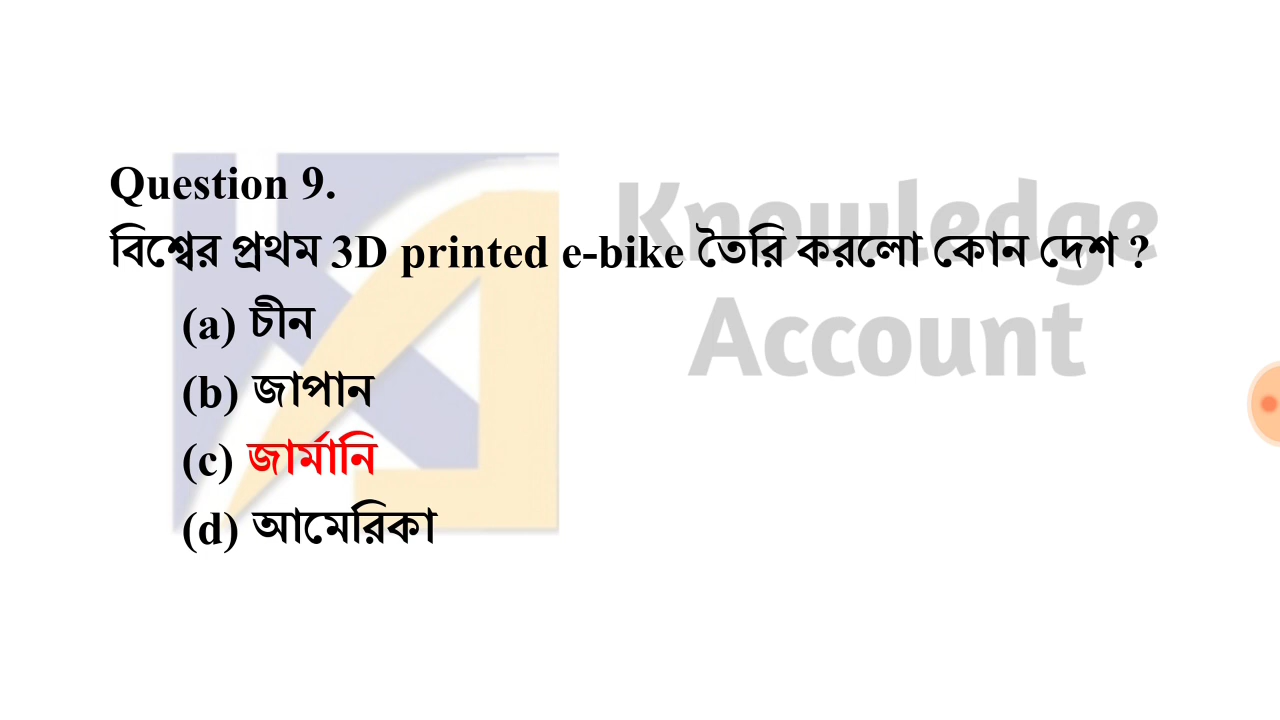 Question 9.
বিশ্বের প্রথম 3D printed e-bike তৈরি করলো কোন দেশ ?
(a) চীন
(b) জাপান
(c) জার্মানি
(d) আমেরিকা
Knowledge
Account